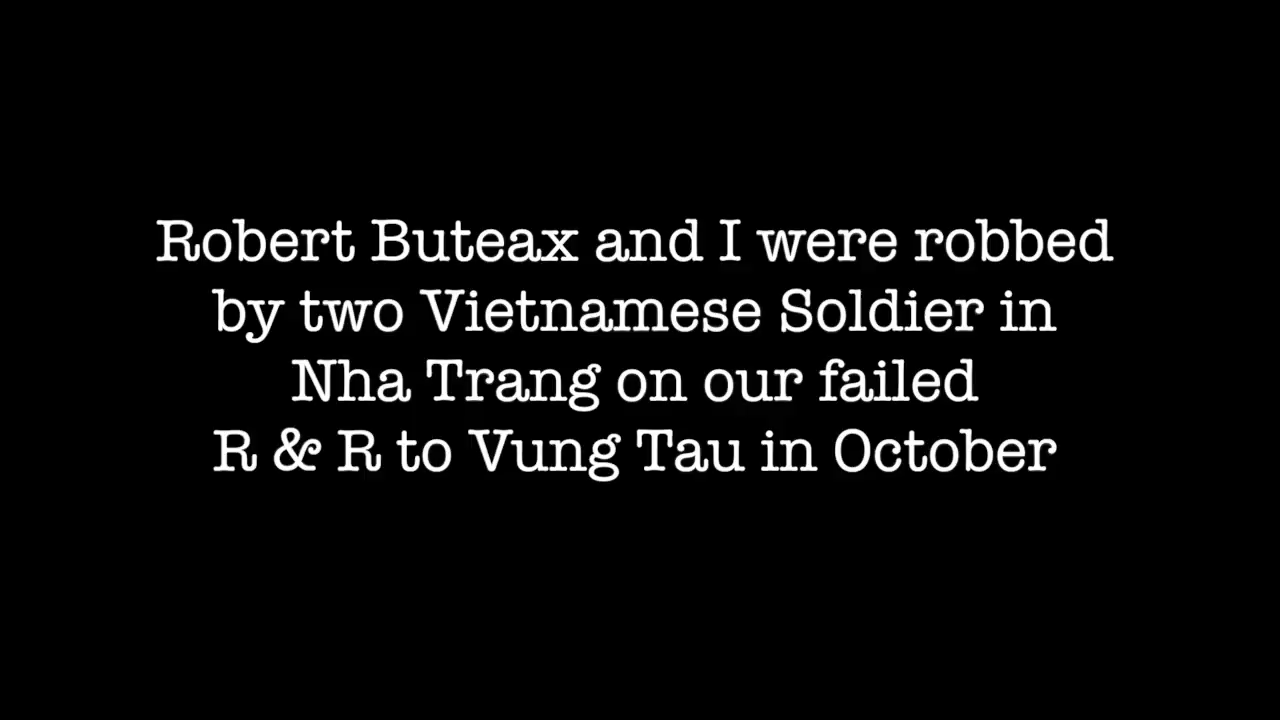 Robert Buteax and I were robbed
by two Vietnamese Soldier in
Nha Trang on our failed
R & R to Vung Tau in October